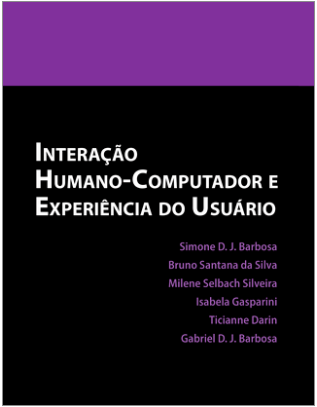 INTERAÇÃO
HUMANO-COMPUTADOR E
EXPERIÊNCIA DO USUÁRIO
Simone D. J. Barbosa
Bruno Santana da Silva
Milene Selbach Silveira
Isabela Gasparini
Ticianne Darin
Gabriel D. J. Barbosa